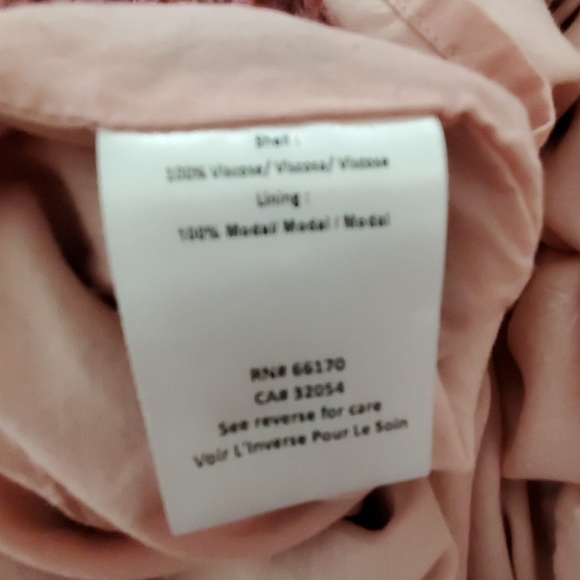 Shell :
100% Viscose/ Viscosa/ Viscose
Lining :
100% Modal/ Modal / Modal
RN# 66170
CA# 32054
See reverse for care
Voir L'Inverse Pour Le Soin